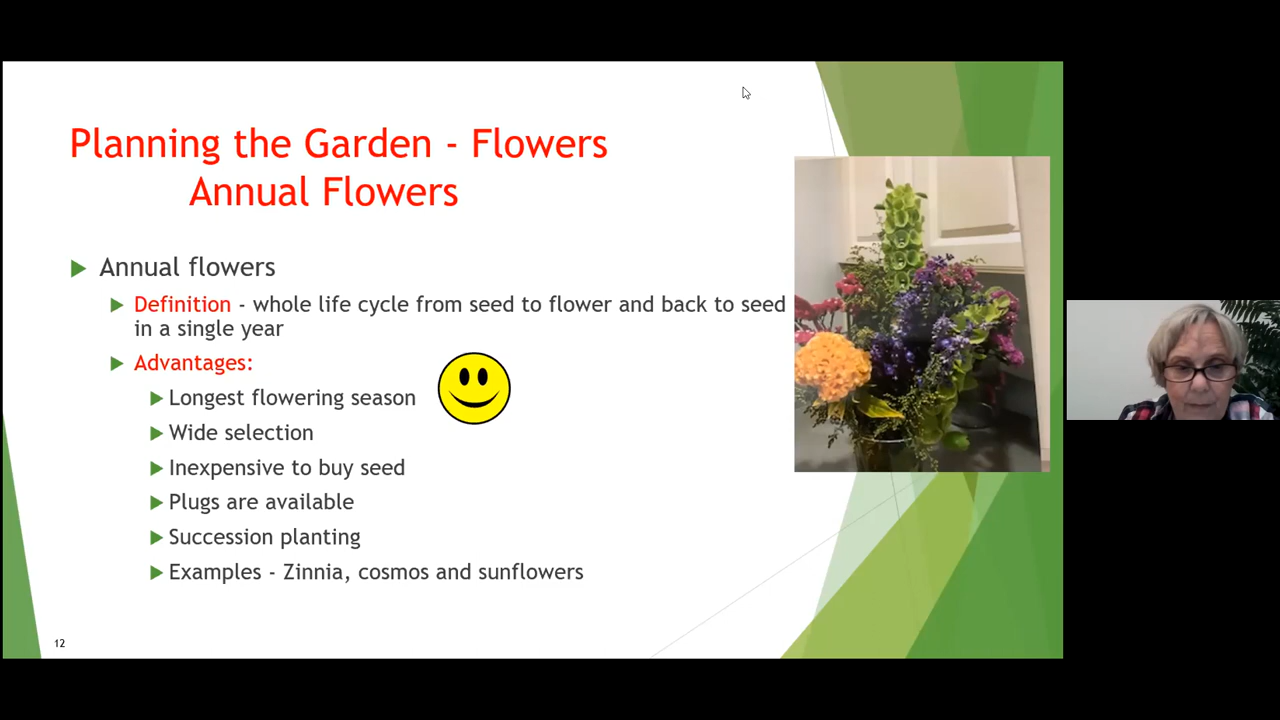 Planning the Garden - Flowers
Annual Flowers
Annual flowers
Definition - whole life cycle from seed to flower and back to seed
in a single year
Advantages:
Longest flowering season
Wide selection
Inexpensive to buy seed
Plugs are available
Succession planting
Examples - Zinnia, cosmos and sunflowers
12